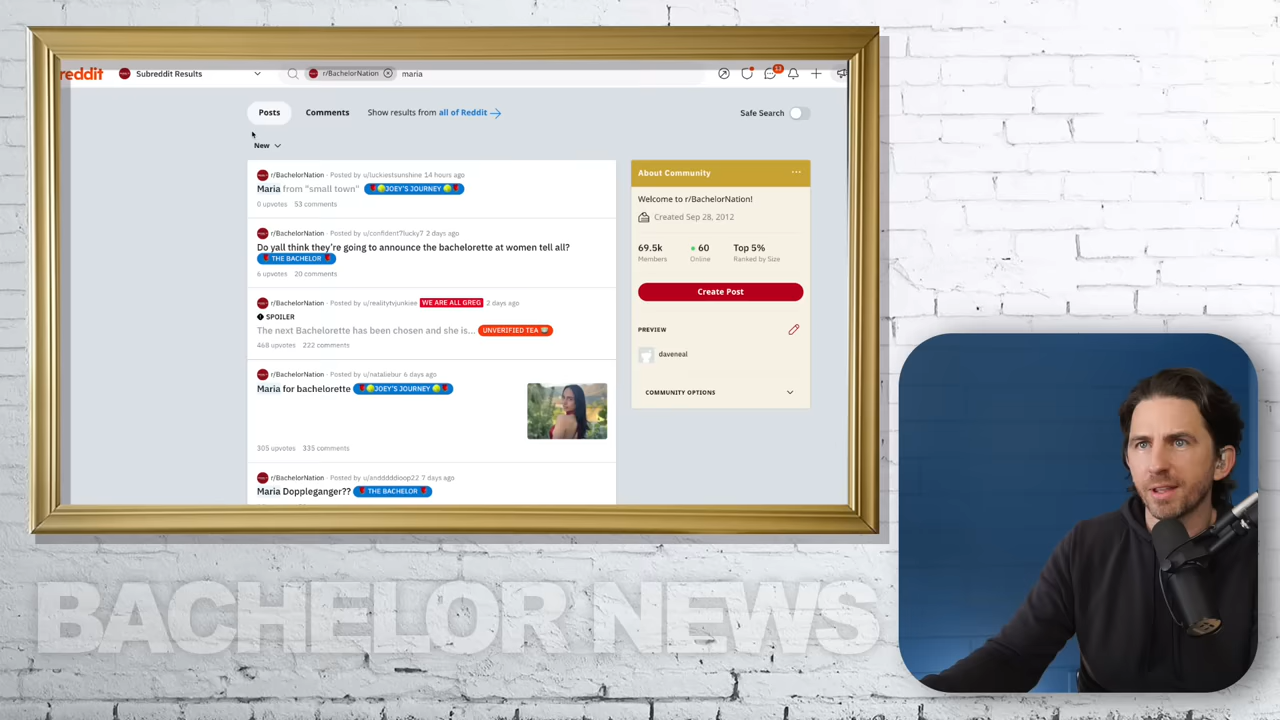 reddit
Subreddit Results
r/BachelorNation
maria
13
Posts
Comments
Show results from all of Reddit
Safe Search
New
r/BachelorNation · Posted by u/luckiestsunshine 14 hours ago
Maria from "small town" JOEY'S JOURNEY
0 upvotes 53 comments
r/BachelorNation · Posted by u/confident7lucky7 2 days ago
Do yall think they're going to announce the bachelorette at women tell all?
THE BACHELOR
6 upvotes 20 comments
r/BachelorNation · Posted by u/realitytvjunkiee WE ARE ALL GREG 2 days ago
SPOILER
The next Bachelorette has been chosen and she is... UNVERIFIED TEA
468 upvotes 222 comments
r/BachelorNation · Posted by u/nataliebur 6 days ago
Maria for bachelorette JOEY'S JOURNEY
305 upvotes 335 comments
r/BachelorNation · Posted by u/andddddioop22 7 days ago
Maria Doppleganger?? THE BACHELOR
About Community
Welcome to r/BachelorNation!
Created Sep 28, 2012
69.5k 60 Top 5%
Members Online Ranked by Size
Create Post
PREVIEW
daveneal
COMMUNITY OPTIONS
BACHELOR NEWS